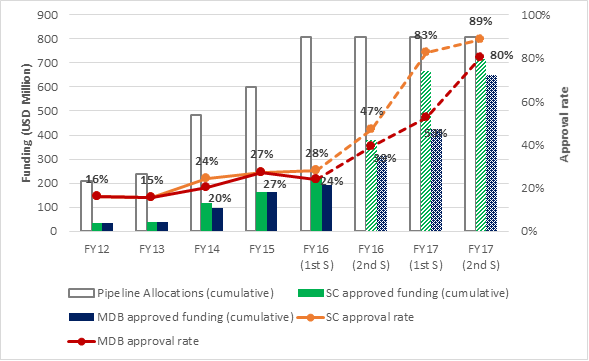 900
800
700
600
500
400
300
200
100
0
Funding (USD Million)
100%
80%
60%
40%
20%
0%
Approval rate
16%
15%
24%
20%
27%
27%
28%
24%
47%
39%
83%
89%
80%
FY12
FY13
FY14
FY15
FY16 (1st S)
FY16 (2nd S)
FY17 (1st S)
FY17 (2nd S)
Pipeline Allocations (cumulative)
SC approved funding (cumulative)
MDB approved funding (cumulative)
SC approval rate
MDB approval rate